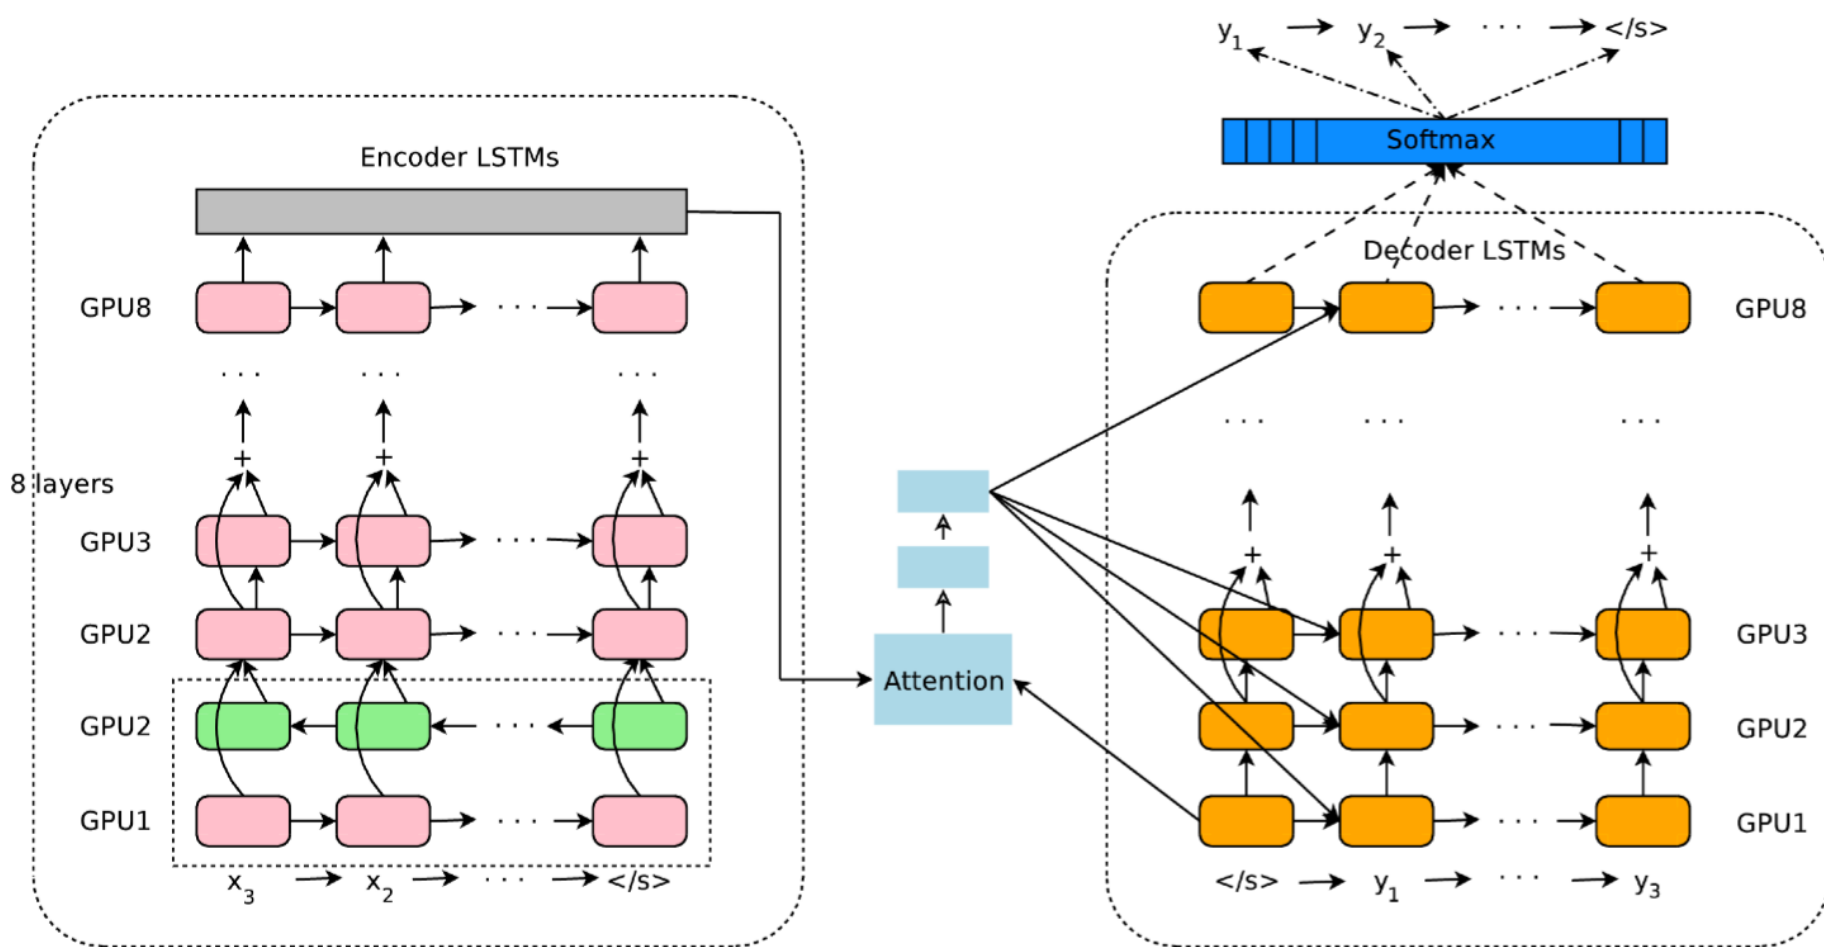 y1 y2 ... </s>
Softmax
Encoder LSTMs
Decoder LSTMs
GPU8
GPU8
... ... ...
... ... ...
+ + +
8 layers
GPU3
+ + +
GPU2
GPU3
Attention
GPU2
GPU2
GPU1
GPU1
x3 x2 ... </s>
</s> y1 ... y3